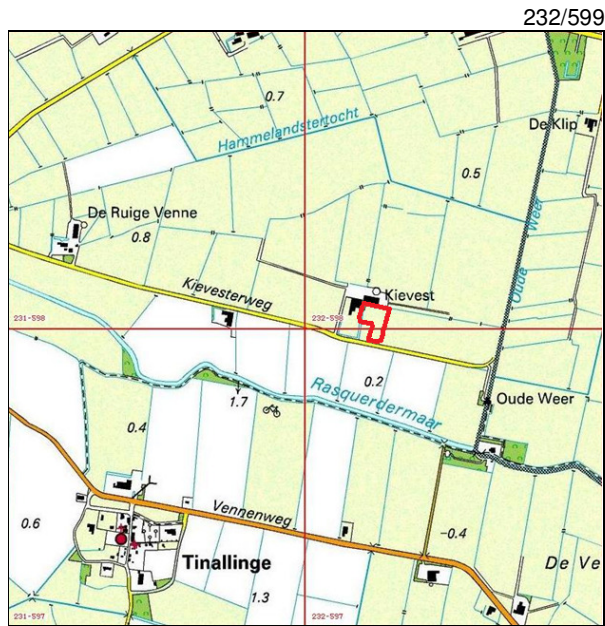 232/599
0.7
Hammelandstertocht
De Klip
0.5
De Ruige Venne
0.8
Oude Weer
Kievesterweg
Kievest
231-598
232-598
0.2
Rasquerdermaar
1.7
Oude Weer
0.4
Vennenweg
0.6
-0.4
Tinallinge
De Ve
1.3
231-597
232-597